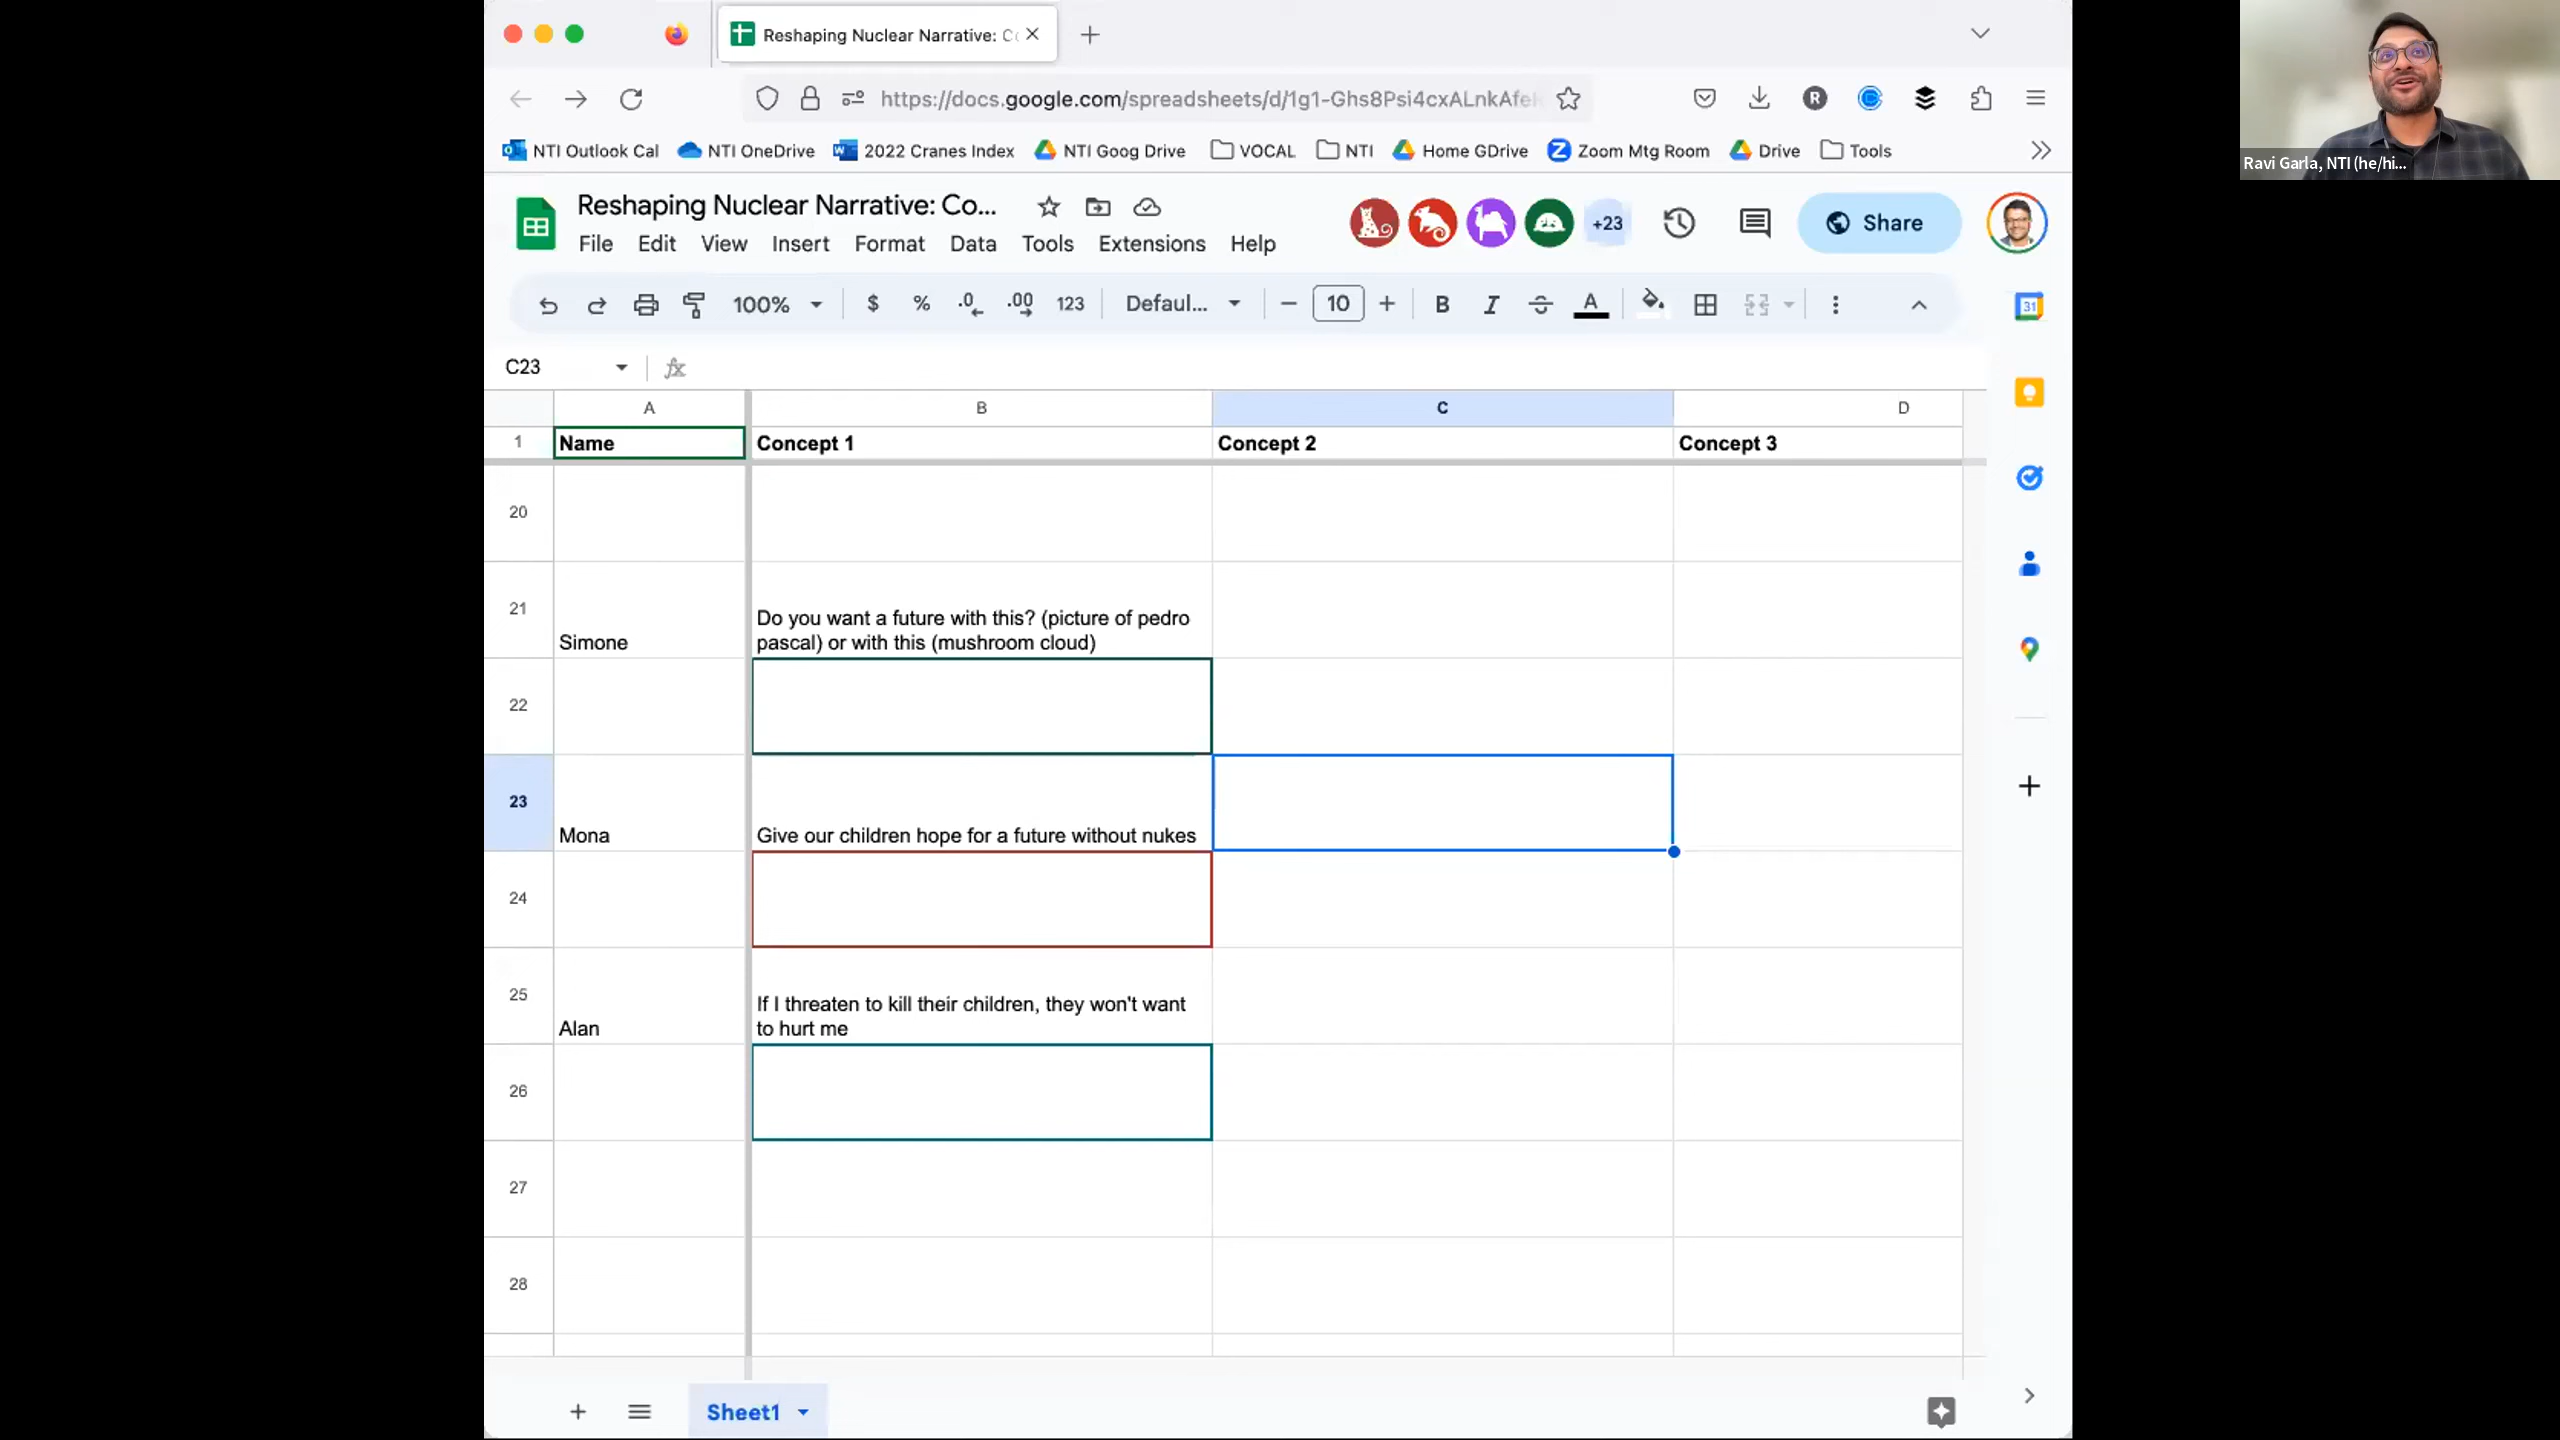 Reshaping Nuclear Narrative: Co
https://docs.google.com/spreadsheets/d/1g1-Ghs8Psi4cxALnkAfel
NTI Outlook Cal NTI OneDrive 2022 Cranes Index NTI Goog Drive VOCAL NTI Home GDrive Zoom Mtg Room Drive Tools
Reshaping Nuclear Narrative: Co...
+23
Share
File Edit View Insert Format Data Tools Extensions Help
100% $ % .0 .00 123 Defaul... 10 B I A
31
C23 fx
A B C D
1 Name Concept 1 Concept 2 Concept 3
20
21 Simone Do you want a future with this? (picture of pedro
pascal) or with this (mushroom cloud)
22
23 Mona Give our children hope for a future without nukes
24
25 Alan If I threaten to kill their children, they won't want
to hurt me
26
27
28
Sheet1
Ravi Garla, NTI (he/hi...